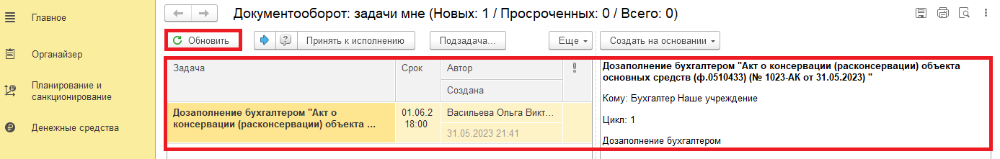 Главное
Органайзер
Планирование и
санкционирование
Денежные средства
Документооборот: задачи мне (Новых: 1 / Просроченных: 0 / Всего: 0)
Обновить
Принять к исполнению
Подзадача...
Еще
Создать на основании
Задача
Срок
Автор
Создана
Дозаполнение бухгалтером "Акт о
консервации (расконсервации) объекта ...
01.06.2
18:00
Васильева Ольга Викт...
31.05.2023 21:41
Дозаполнение бухгалтером "Акт о консервации (расконсервации) объекта
основных средств (ф.0510433) (№ 1023-АК от 31.05.2023) "
Кому: Бухгалтер Наше учреждение
Цикл: 1
Дозаполнение бухгалтером